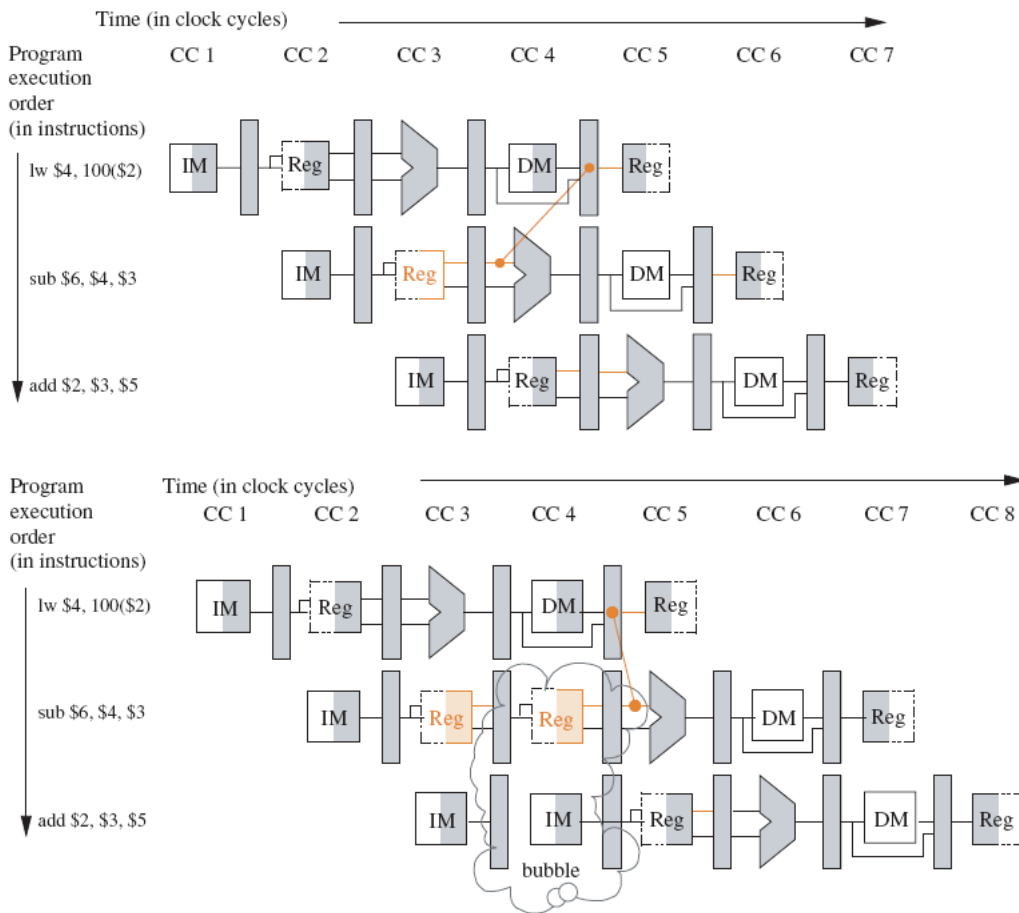 Time (in clock cycles)
Program
execution
order
(in instructions)
CC 1 CC 2 CC 3 CC 4 CC 5 CC 6 CC 7
lw $4, 100($2)
IM Reg DM Reg
sub $6, $4, $3
IM Reg DM Reg
add $2, $3, $5
IM Reg DM Reg
Program
execution
order
(in instructions)
Time (in clock cycles)
CC 1 CC 2 CC 3 CC 4 CC 5 CC 6 CC 7 CC 8
lw $4, 100($2)
IM Reg DM Reg
sub $6, $4, $3
IM Reg Reg DM Reg
add $2, $3, $5
IM IM Reg DM Reg
bubble